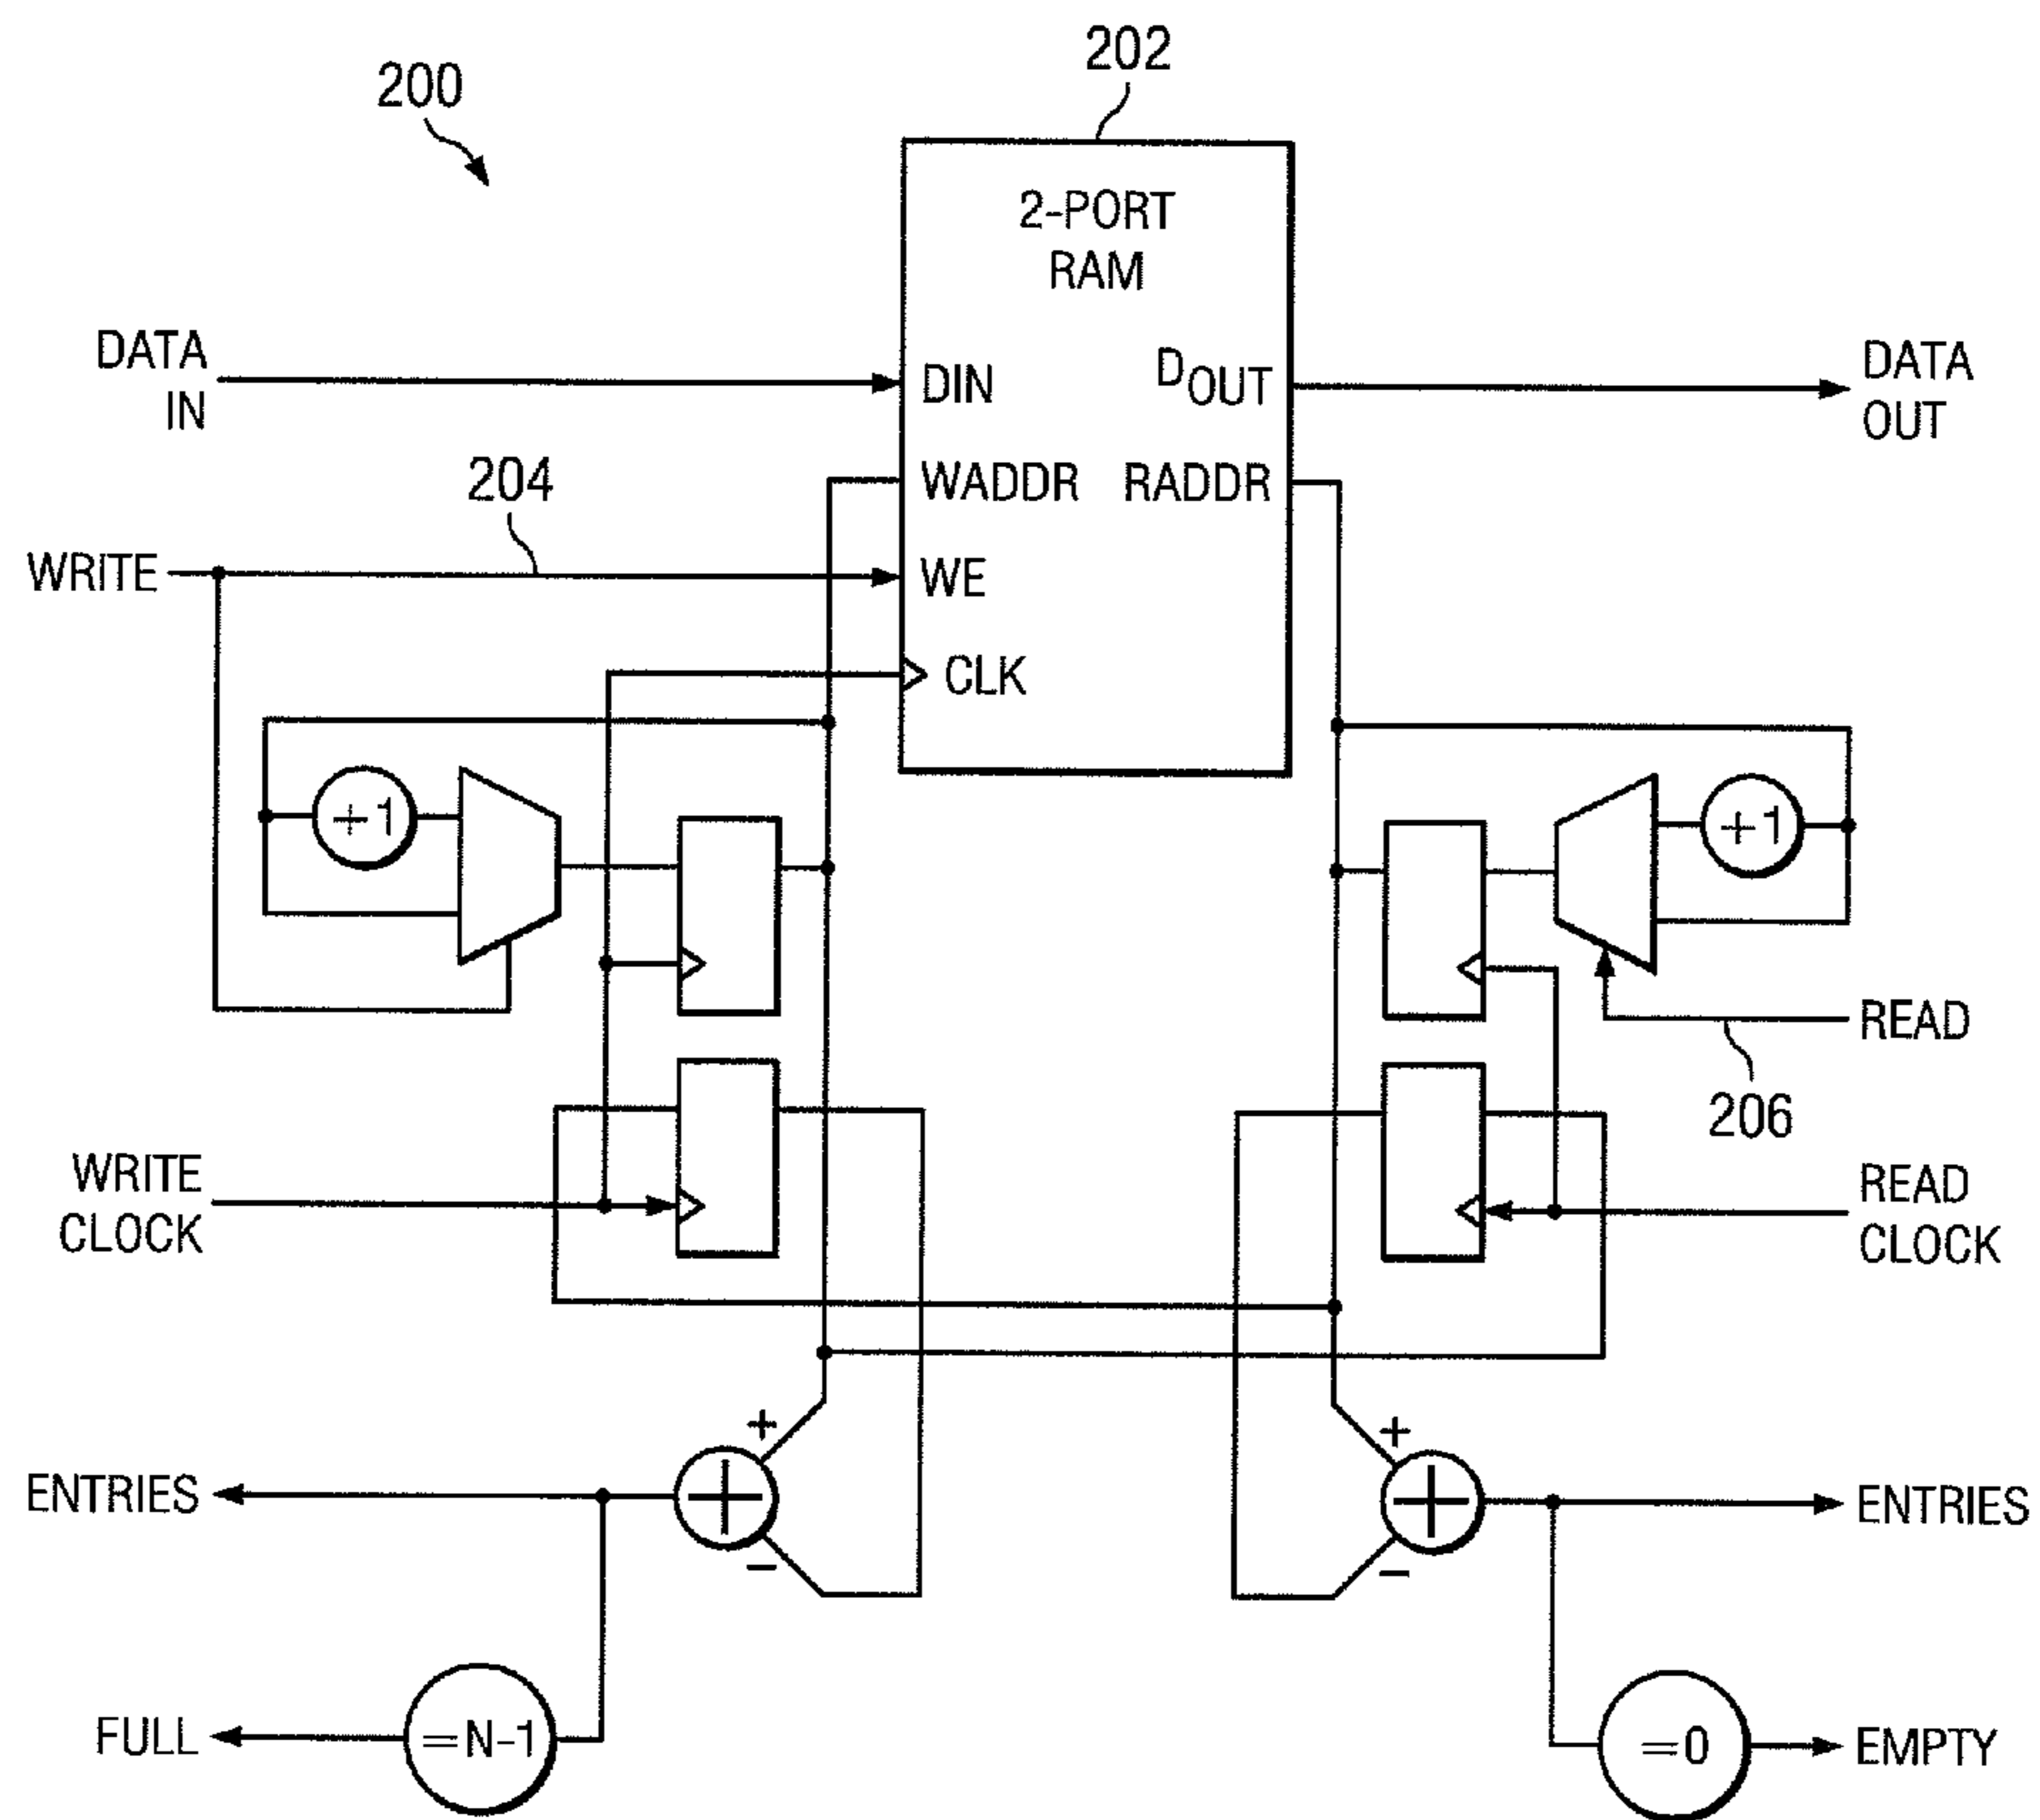 200
202
2-PORT
RAM
DATA
IN
DIN
DOUT
DATA
OUT
204
WADDR
RADDR
WRITE
WE
CLK
+1
+1
READ
206
WRITE
CLOCK
READ
CLOCK
+
+
ENTRIES
+
+
ENTRIES
−
−
FULL
=N-1
=0
EMPTY